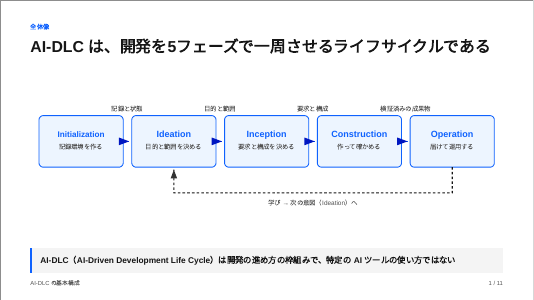 全体像
AI-DLC は、開発を5フェーズで一周させるライフサイクルである
記録と状態
目的と範囲
要求と構成
検証済みの成果物
Initialization
記録環境を作る
Ideation
目的と範囲を決める
Inception
要求と構成を決める
Construction
作って確かめる
Operation
届けて運用する
学び → 次の意図（Ideation）へ
AI-DLC（AI-Driven Development Life Cycle）は開発の進め方の枠組みで、特定の AI ツールの使い方ではない
AI-DLC の基本構成
1 / 11